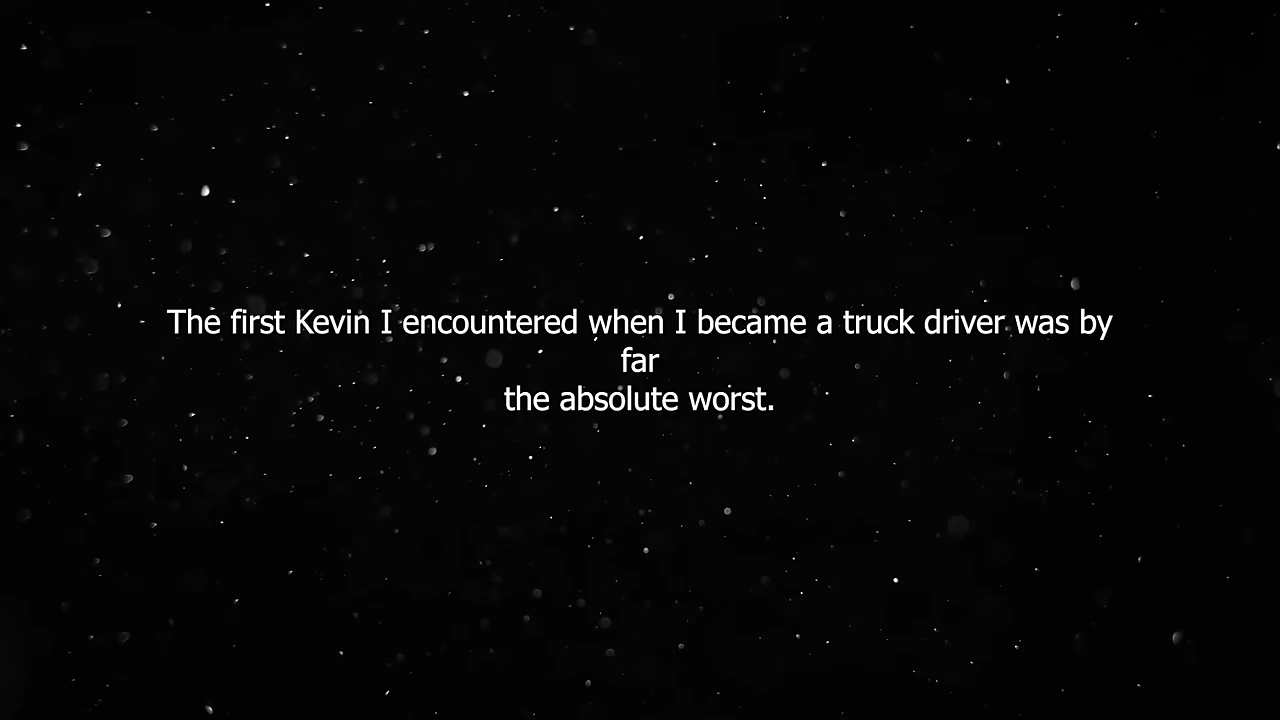 The first Kevin I encountered when I became a truck driver was by
far
the absolute worst.